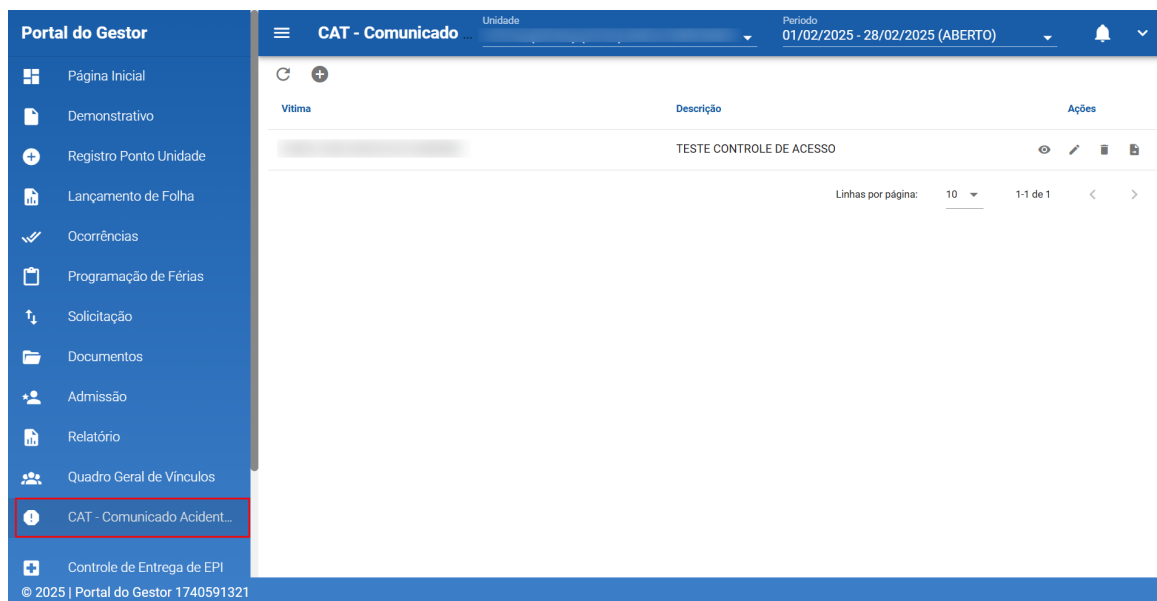 Portal do Gestor
Página Inicial
Demonstrativo
Registro Ponto Unidade
Lançamento de Folha
Ocorrências
Programação de Férias
Solicitação
Documentos
Admissão
Relatório
Quadro Geral de Vínculos
CAT - Comunicado Acident...
Controle de Entrega de EPI
© 2025 | Portal do Gestor 1740591321
CAT - Comunicado ...
Unidade
Periodo
01/02/2025 - 28/02/2025 (ABERTO)
Vitima Descrição Ações
TESTE CONTROLE DE ACESSO
Linhas por página: 10 1-1 de 1